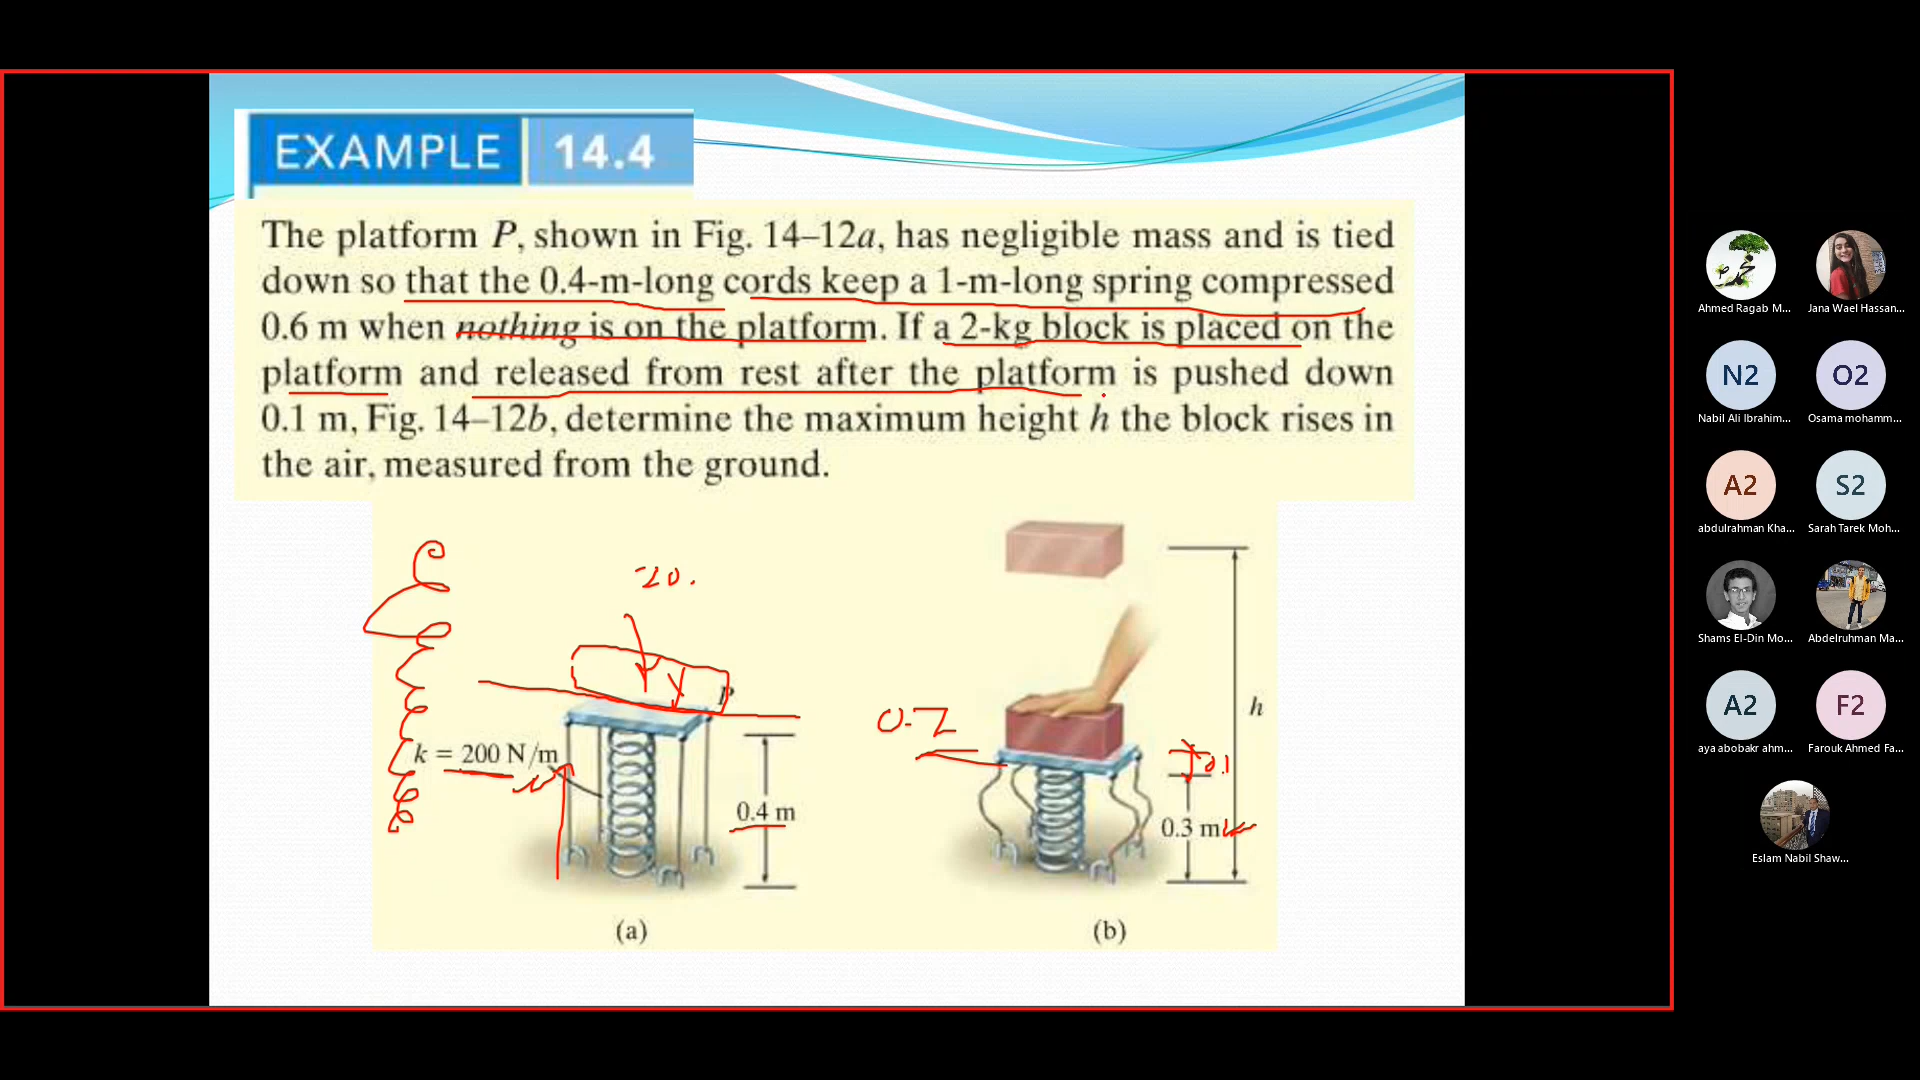 EXAMPLE 14.4
The platform P, shown in Fig. 14–12a, has negligible mass and is tied
down so that the 0.4-m-long cords keep a 1-m-long spring compressed
0.6 m when nothing is on the platform. If a 2-kg block is placed on the
platform and released from rest after the platform is pushed down
0.1 m, Fig. 14–12b, determine the maximum height h the block rises in
the air, measured from the ground.
20.
P
k = 200 N/m
0.4 m
(a)
h
0.1
0.3 m
(b)
Ahmed Ragab M...
Jana Wael Hassan...
N2
Nabil Ali Ibrahim...
O2
Osama mohamm...
A2
abdulrahman Kha...
S2
Sarah Tarek Moh...
Shams El-Din Mo...
Abdelruhman Ma...
A2
aya abobakr ahm...
F2
Farouk Ahmed Fa...
Eslam Nabil Shaw...